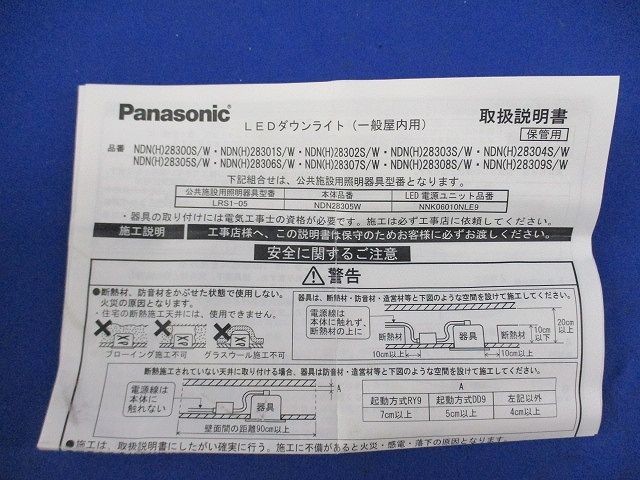 Panasonic
LEDダウンライト（一般屋内用）
取扱説明書
保管用
品番 NDN(H)28300S/W・NDN(H)28301S/W・NDN(H)28302S/W・NDN(H)28303S/W・NDN(H)28304S/W
NDN(H)28305S/W・NDN(H)28306S/W・NDN(H)28307S/W・NDN(H)28308S/W・NDN(H)28309S/W
下記組合せは、公共施設用照明器具型番となります。
公共施設用照明器具型番 本体品番 LED電源ユニット品番
LRS1-05 NDN28305W NNK06010NLE9
・器具の取り付けには電気工事士の資格が必要です。施工は必ず工事店に依頼してください。
施工説明 工事店様へ、この説明書は保守のためお客様に必ずお渡しください。
安全に関するご注意
警告
●断熱材、防音材をかぶせた状態で使用しない。
火災の原因となります。
・住宅の断熱施工天井には、使用できません。
ブローイング施工不可 グラスウール施工不可
器具は、断熱材・防音材・造営材等と下図のような空間を設けて施工してください。
電源線は
本体に触れず、
断熱材の上に
断熱材
器具
断熱材
10cm以上
10cm以上
10cm
以下
20cm
以上
断熱施工されていない天井に取り付ける場合、器具は防音材・造営材等と下図のような空間を設けて施工してください。
電源線は
本体に
触れない
器具
A
壁面間の距離90cm以上
A
起動方式RY9 起動方式DD9 左記以外
7cm以上 5cm以上 4cm以上
●施工は、取扱説明書にしたがい確実に行う。施工に不備があると火災・感電・落下の原因となります。